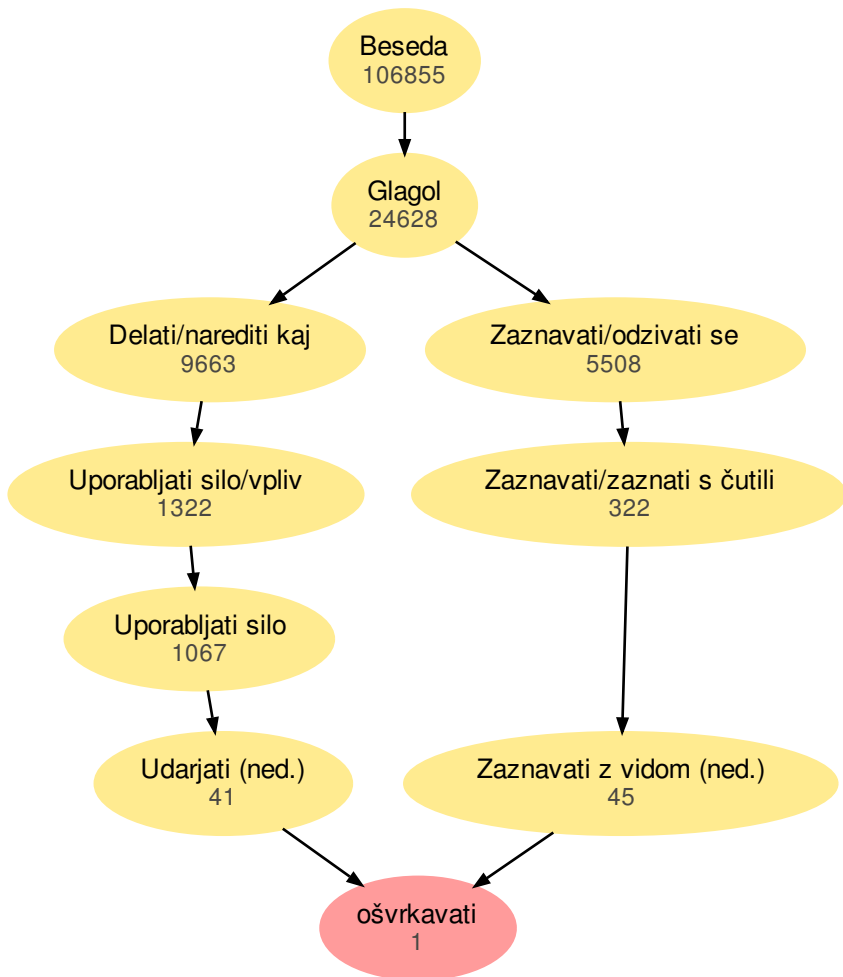 Beseda
106855
Glagol
24628
Delati/narediti kaj
9663
Zaznavati/odzivati se
5508
Uporabljati silo/vpliv
1322
Zaznavati/zaznati s čutili
322
Uporabljati silo
1067
Udarjati (ned.)
41
Zaznavati z vidom (ned.)
45
ošvrkavati
1